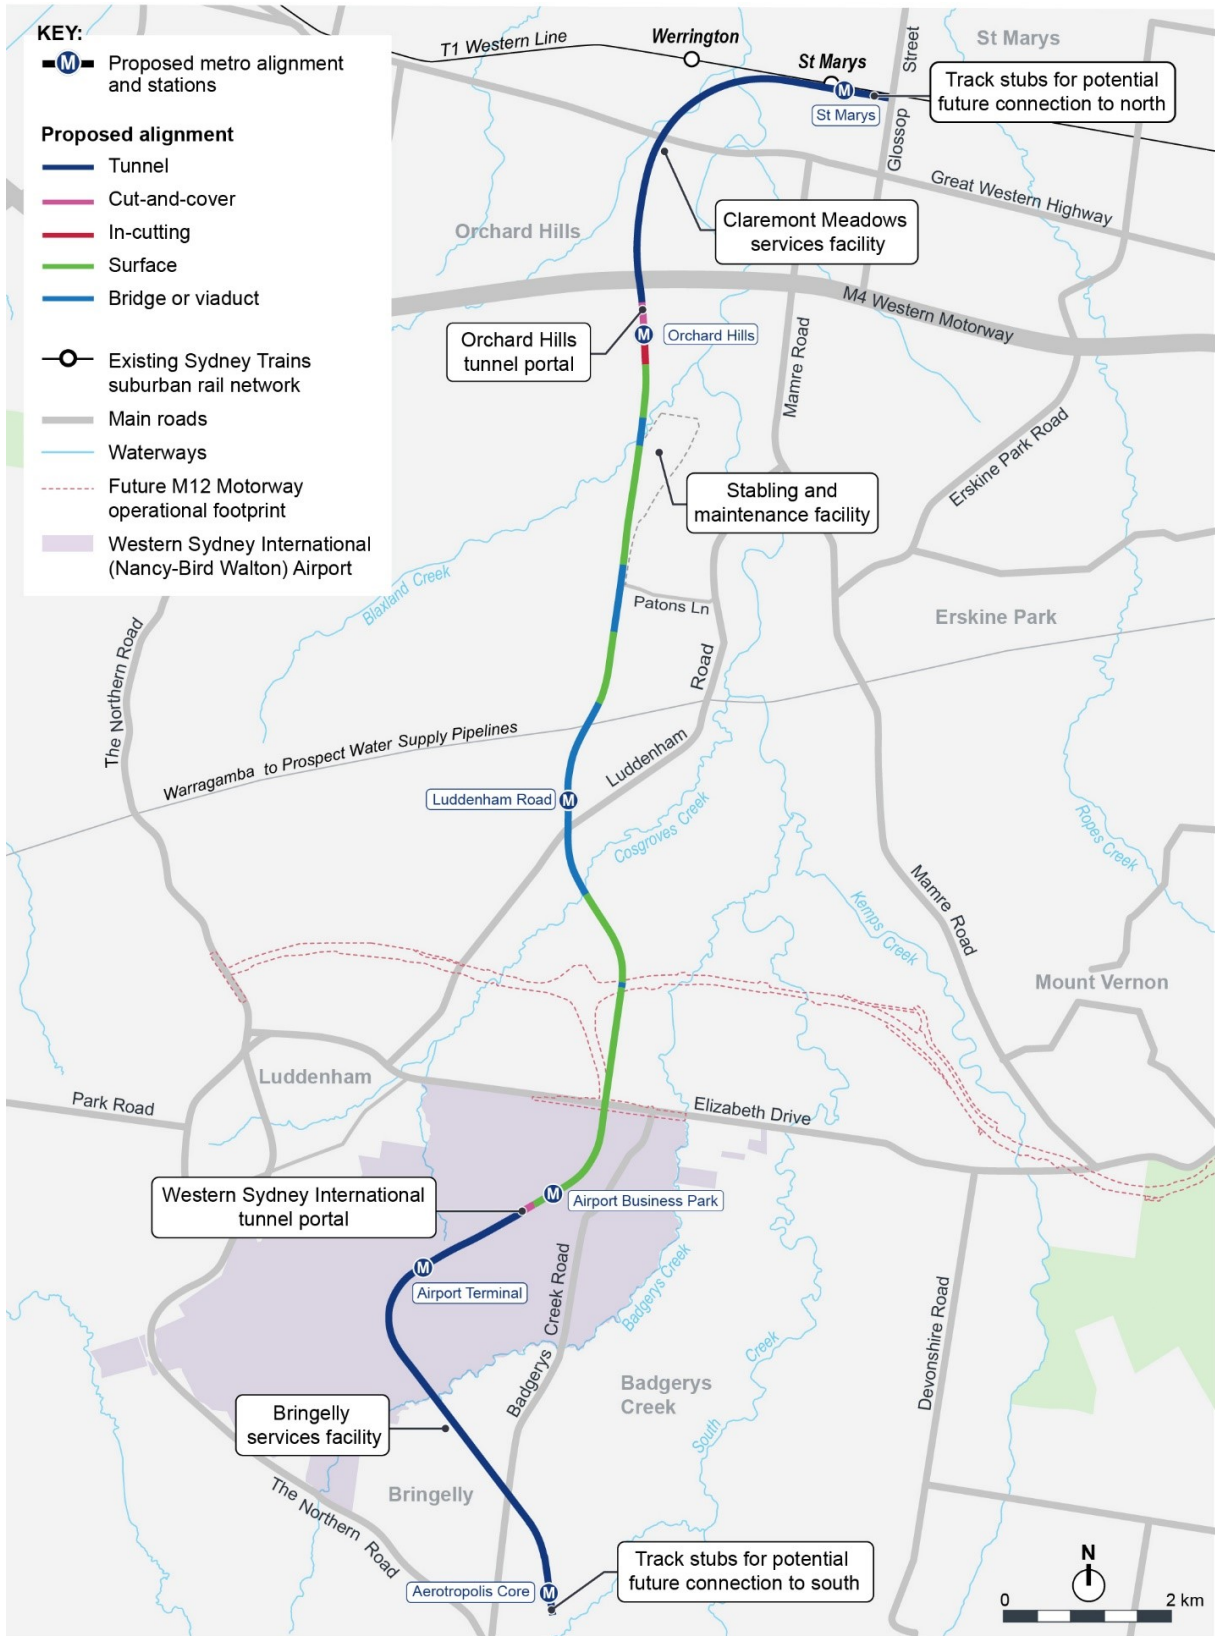 KEY:
M
Proposed metro alignment
and stations
Proposed alignment
Tunnel
Cut-and-cover
In-cutting
Surface
Bridge or viaduct
Existing Sydney Trains
suburban rail network
Main roads
Waterways
Future M12 Motorway
operational footprint
Western Sydney International
(Nancy-Bird Walton) Airport
T1 Western Line
Werrington
St Marys
Street
St Marys
Track stubs for potential
future connection to north
M
St Marys
Glossop
Great Western Highway
Claremont Meadows
services facility
Orchard Hills
M4 Western Motorway
Orchard Hills
tunnel portal
M
Orchard Hills
Mamre Road
Erskine Park Road
Stabling and
maintenance facility
Blaxland Creek
Patons Ln
Erskine Park
The Northern Road
Road
Luddenham
Warragamba to Prospect Water Supply Pipelines
Luddenham Road
M
Cosgroves Creek
Ropes Creek
Kemps Creek
Mamre Road
Mount Vernon
Luddenham
Park Road
Elizabeth Drive
Western Sydney International
tunnel portal
M
Airport Business Park
M
Airport Terminal
Badgerys Creek
Badgerys
Creek Road
Creek
South
Devonshire Road
Badgerys
Creek
Bringelly
services facility
Bringelly
The Northern Road
Track stubs for potential
future connection to south
Aerotropolis Core
M
N
0
2 km